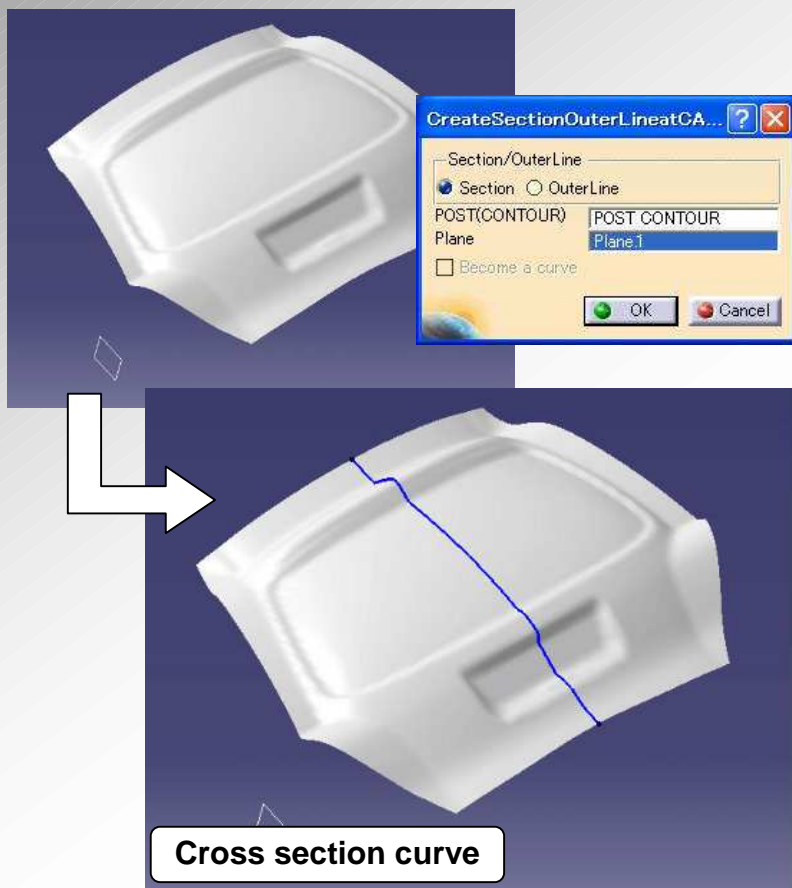 CreateSectionOuterLineatCA...
Section/OuterLine
Section OuterLine
POST(CONTOUR) POST CONTOUR
Plane Plane.1
Become a curve
OK Cancel
Cross section curve